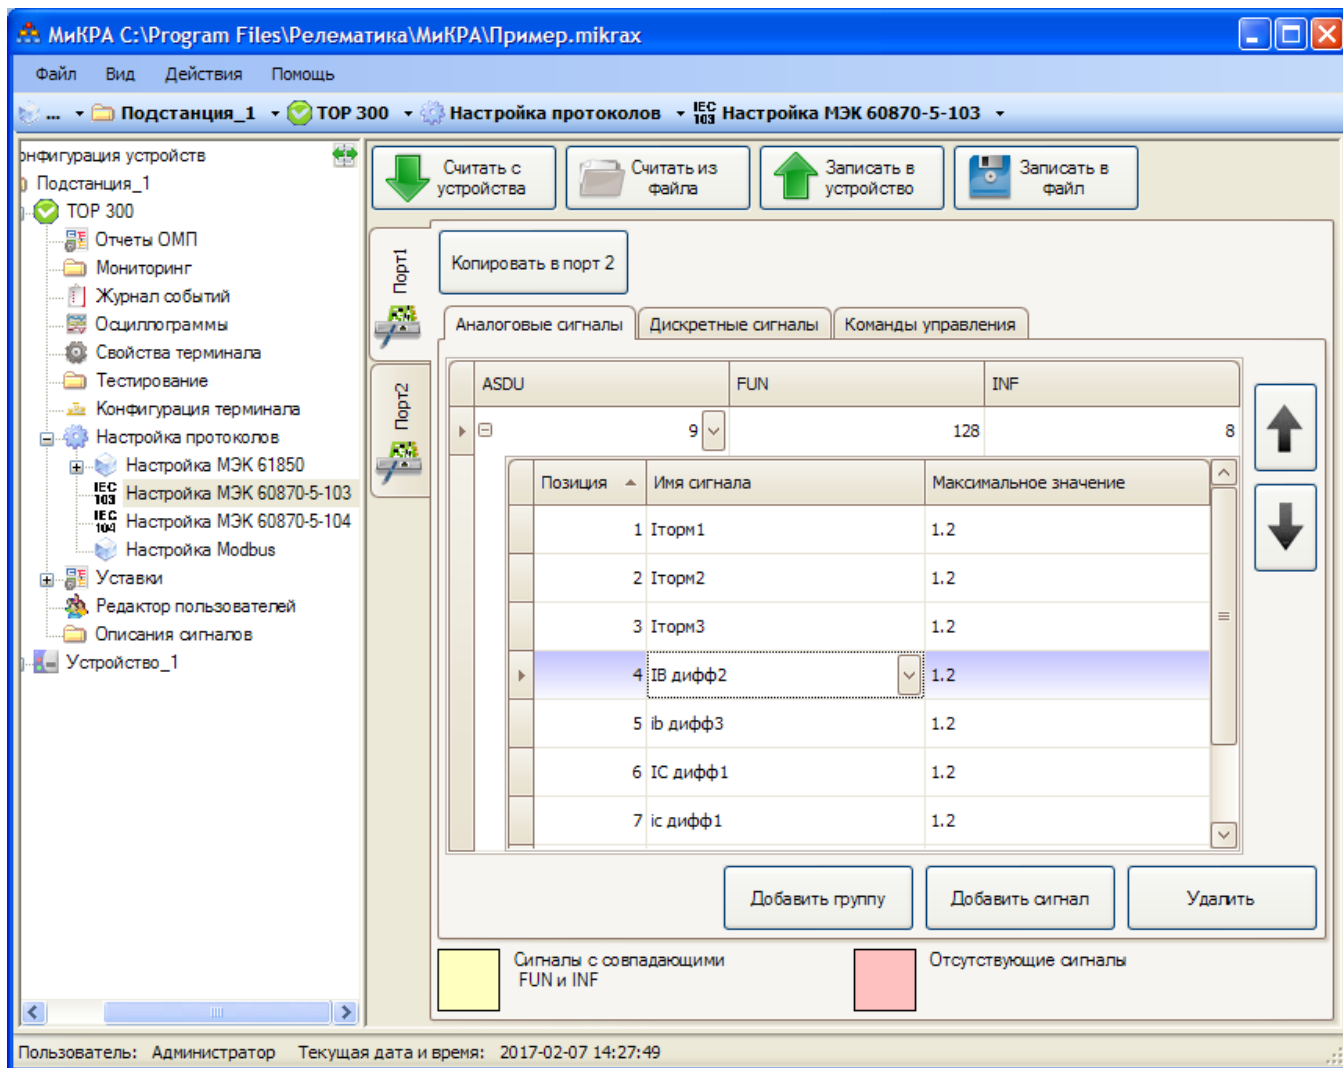 МиКРА C:\Program Files\Релематика\МиКРА\Пример.mikrax
Файл Вид Действия Помощь
... Подстанция_1 ТОР 300 Настройка протоколов IEC 103 Настройка МЭК 60870-5-103
онфигурация устройств
Подстанция_1
ТОР 300
Отчеты ОМП
Мониторинг
Журнал событий
Осциллограммы
Свойства терминала
Тестирование
Конфигурация терминала
Настройка протоколов
Настройка МЭК 61850
IEC 103 Настройка МЭК 60870-5-103
IEC 104 Настройка МЭК 60870-5-104
Настройка Modbus
Уставки
Редактор пользователей
Описания сигналов
Устройство_1
Считать с
устройства
Считать из
файла
Записать в
устройство
Записать в
файл
Порт1
Порт2
Копировать в порт 2
Аналоговые сигналы Дискретные сигналы Команды управления
ASDU FUN INF
9 128 8
Позиция Имя сигнала Максимальное значение
1 Iторм1 1.2
2 Iторм2 1.2
3 Iторм3 1.2
4 IB дифф2 1.2
5 ib дифф3 1.2
6 IC дифф1 1.2
7 ic дифф1 1.2
Добавить группу Добавить сигнал Удалить
Сигналы с совпадающими
FUN и INF
Отсутствующие сигналы
Пользователь: Администратор Текущая дата и время: 2017-02-07 14:27:49